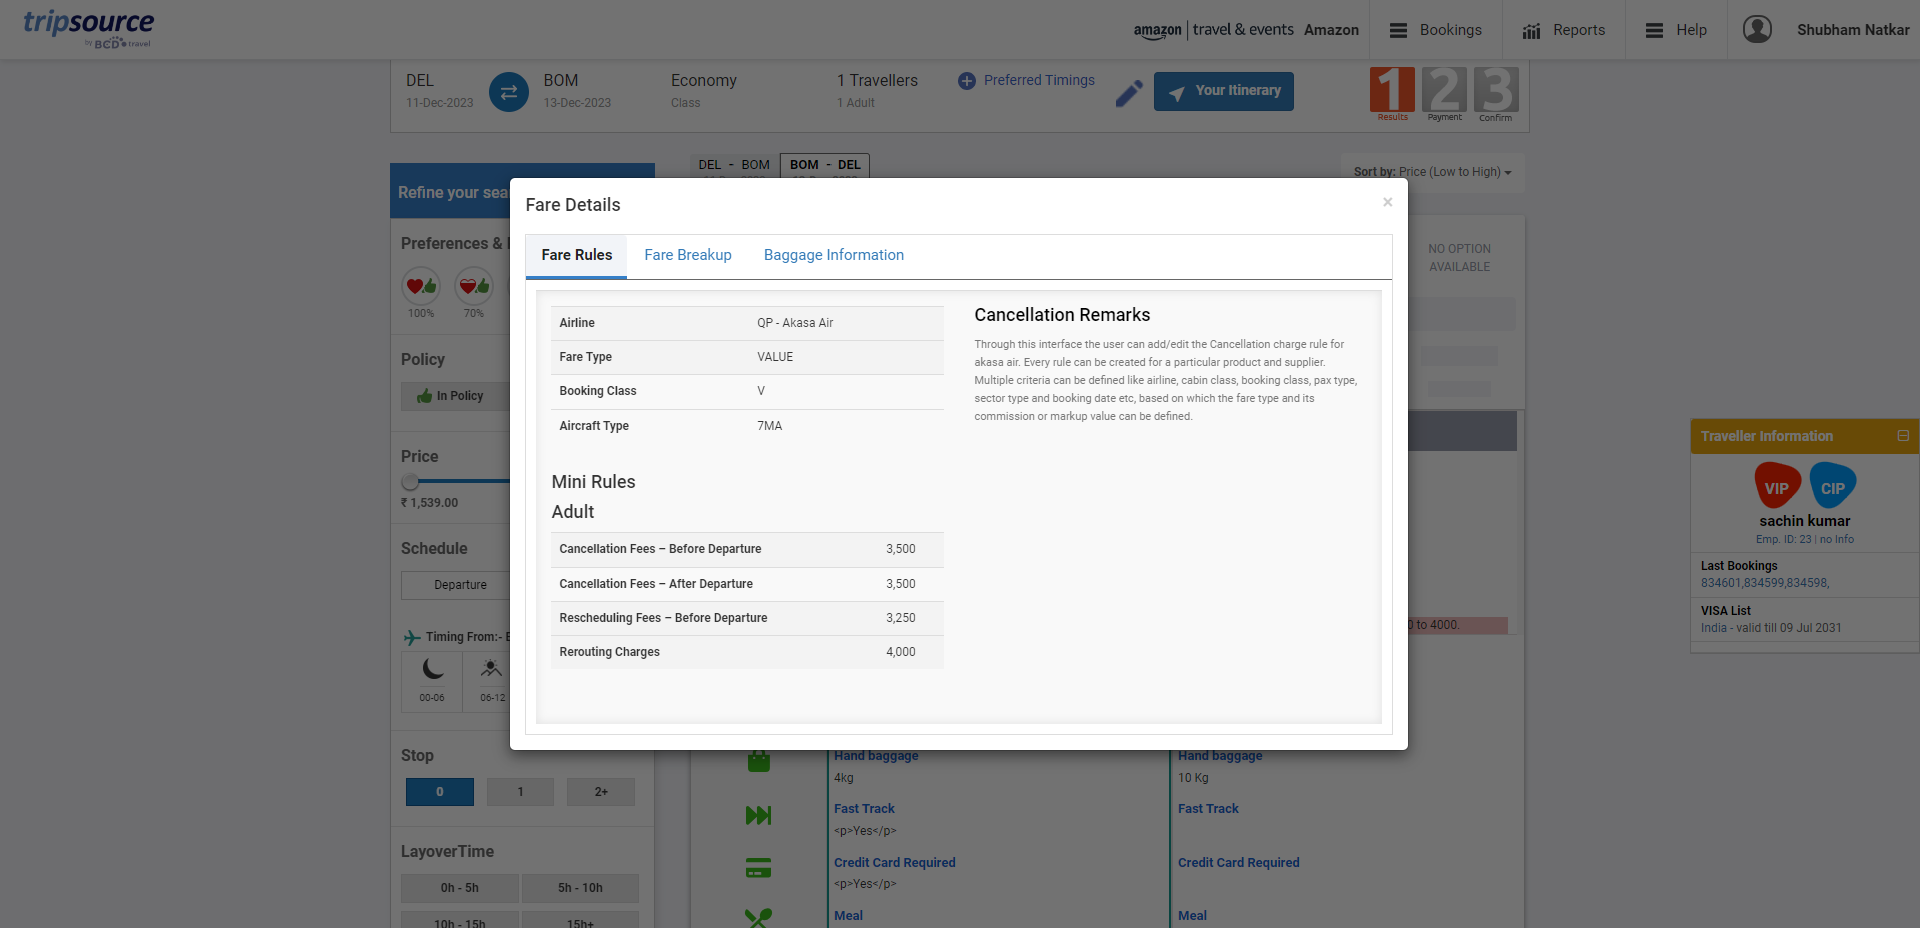 tripsource
by BCD travel
amazon | travel & events Amazon
Bookings
Reports
Help
Shubham Natkar
DEL
11-Dec-2023
BOM
13-Dec-2023
Economy
Class
1 Travellers
1 Adult
Preferred Timings
Your Itinerary
1 2 3
Results Payment Confirm
DEL - BOM
BOM - DEL
Sort by: Price (Low to High)
Refine your sea
Preferences &
100% 70%
Policy
In Policy
Price
₹ 1,539.00
Schedule
Departure
Timing From:-
00-06 06-12
Stop
0 1 2+
LayoverTime
0h - 5h 5h - 10h
10h - 15h 15h+
Fare Details ×
Fare Rules Fare Breakup Baggage Information
Airline QP - Akasa Air
Fare Type VALUE
Booking Class V
Aircraft Type 7MA
Mini Rules
Adult
Cancellation Fees – Before Departure 3,500
Cancellation Fees – After Departure 3,500
Rescheduling Fees – Before Departure 3,250
Rerouting Charges 4,000
Cancellation Remarks
Through this interface the user can add/edit the Cancellation charge rule for
akasa air. Every rule can be created for a particular product and supplier.
Multiple criteria can be defined like airline, cabin class, booking class, pax type,
sector type and booking date etc, based on which the fare type and its
commission or markup value can be defined.
NO OPTION
AVAILABLE
0 to 4000.
Hand baggage Hand baggage
4kg 10 Kg
Fast Track Fast Track
<p>Yes</p>
Credit Card Required Credit Card Required
<p>Yes</p>
Meal Meal
Traveller Information
VIP CIP
sachin kumar
Emp. ID: 23 | no Info
Last Bookings
834601,834599,834598,
VISA List
India - valid till 09 Jul 2031